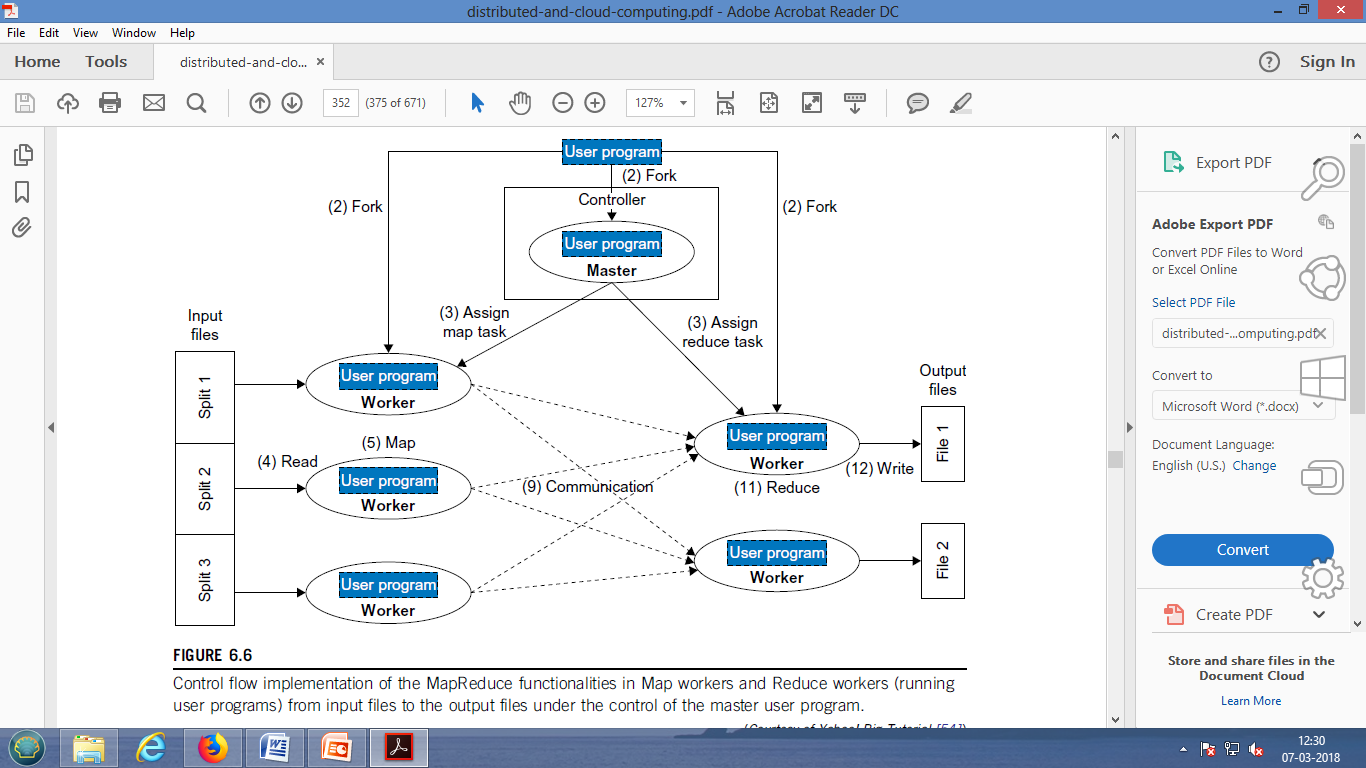 distributed-and-cloud-computing.pdf - Adobe Acrobat Reader DC
File Edit View Window Help
Home Tools distributed-and-clo... × Sign In
352 (375 of 671) 127%
User program
(2) Fork
Controller
(2) Fork
(2) Fork
User program
Master
(3) Assign
map task
(3) Assign
reduce task
Input
files
Split 1
Split 2
Split 3
User program
Worker
(4) Read
(5) Map
User program
Worker
User program
Worker
(9) Communication
User program
Worker
(11) Reduce
(12) Write
User program
Worker
Output
files
File 1
File 2
FIGURE 6.6
Control flow implementation of the MapReduce functionalities in Map workers and Reduce workers (running
user programs) from input files to the output files under the control of the master user program.
Export PDF
Adobe Export PDF
Convert PDF Files to Word
or Excel Online
Select PDF File
distributed-...omputing.pdf
Convert to
Microsoft Word (*.docx)
Document Language:
English (U.S.) Change
Convert
Create PDF
Store and share files in the
Document Cloud
Learn More
12:30
07-03-2018